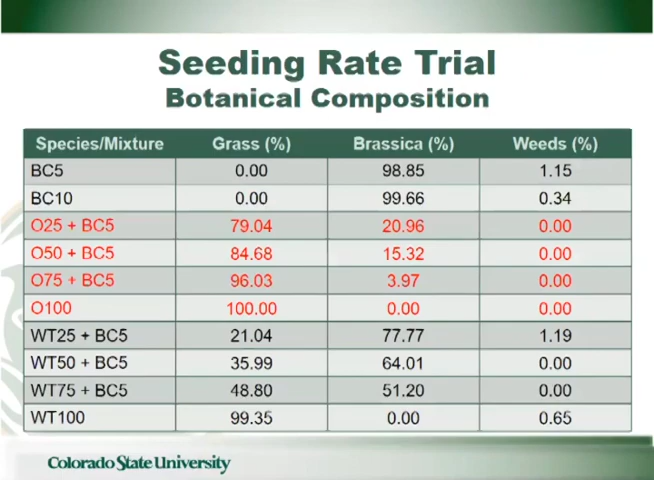 Seeding Rate Trial
Botanical Composition
Species/Mixture Grass (%) Brassica (%) Weeds (%)
BC5 0.00 98.85 1.15
BC10 0.00 99.66 0.34
O25 + BC5 79.04 20.96 0.00
O50 + BC5 84.68 15.32 0.00
O75 + BC5 96.03 3.97 0.00
O100 100.00 0.00 0.00
WT25 + BC5 21.04 77.77 1.19
WT50 + BC5 35.99 64.01 0.00
WT75 + BC5 48.80 51.20 0.00
WT100 99.35 0.00 0.65
Colorado State University